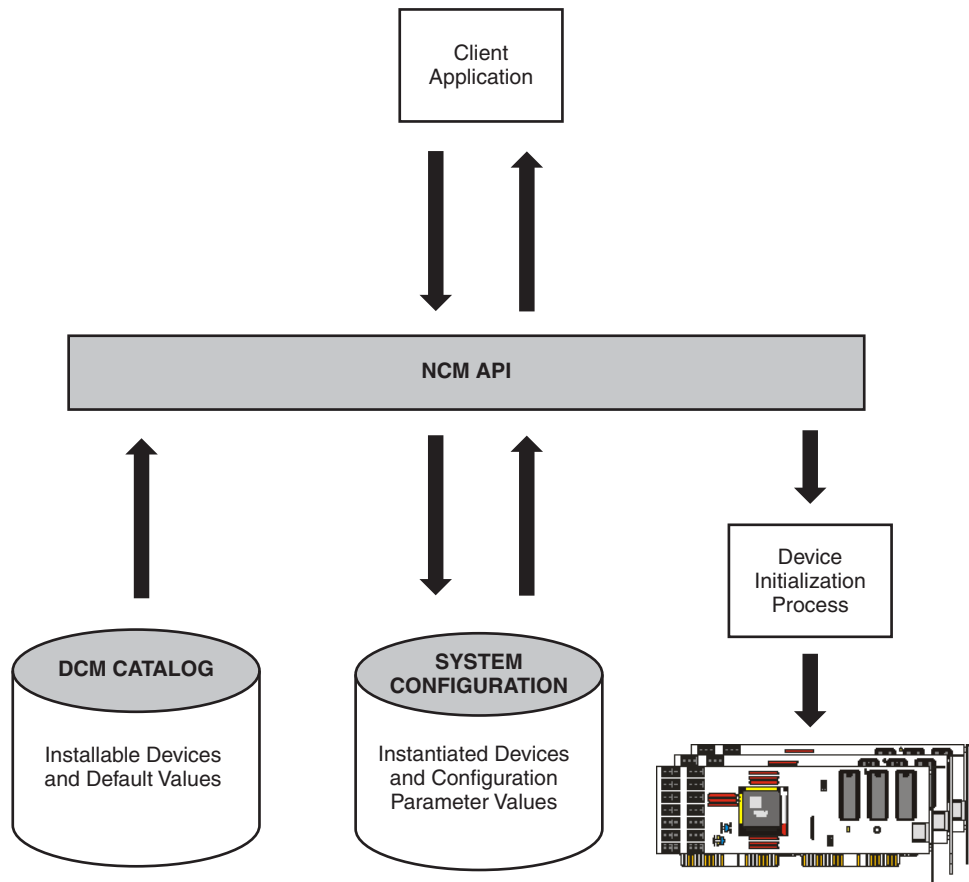 Client
Application
NCM API
Device
Initialization
Process
DCM CATALOG
Installable Devices
and Default Values
SYSTEM
CONFIGURATION
Instantiated Devices
and Configuration
Parameter Values